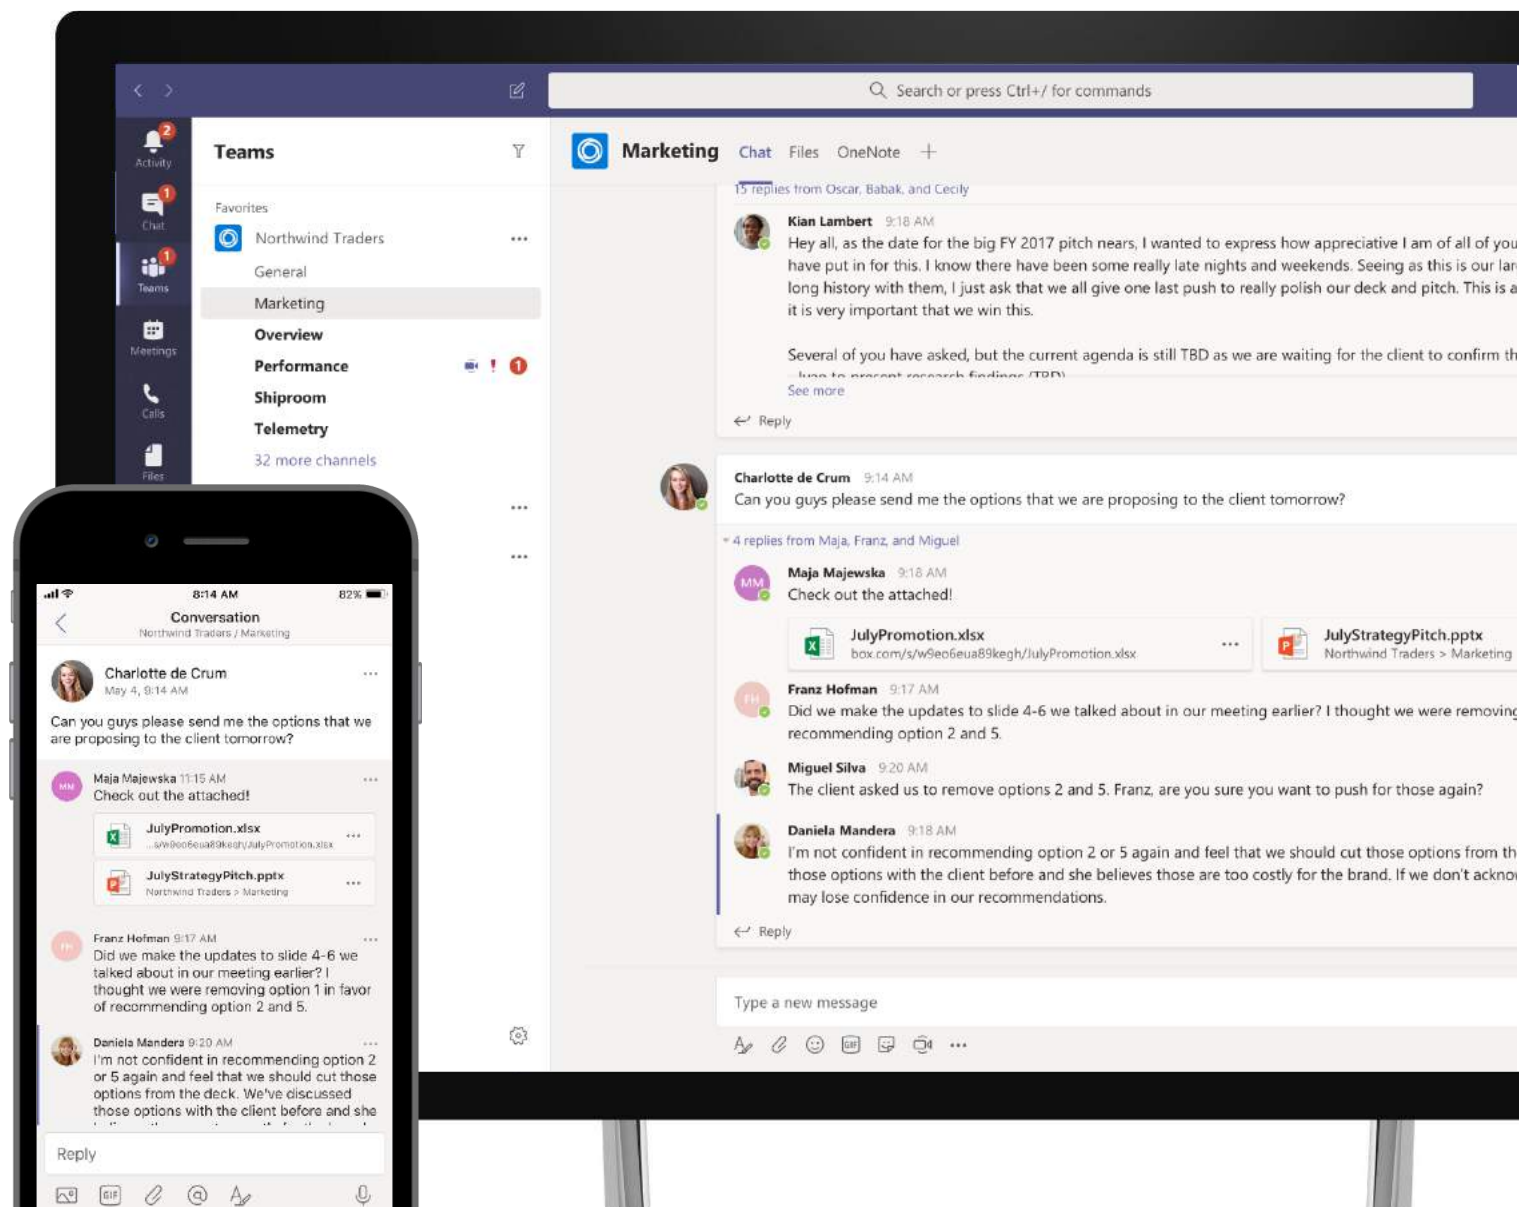 Search or press Ctrl+/ for commands
2
Activity
1
Chat
1
Teams
Meetings
Calls
Files
Teams
Favorites
Northwind Traders
General
Marketing
Overview
Performance
! 1
Shiproom
Telemetry
32 more channels
Marketing Chat Files OneNote
15 replies from Oscar, Babak, and Cecily
Kian Lambert 9:18 AM
Hey all, as the date for the big FY 2017 pitch nears, I wanted to express how appreciative I am of all of you
have put in for this. I know there have been some really late nights and weekends. Seeing as this is our lar
long history with them, I just ask that we all give one last push to really polish our deck and pitch. This is a
it is very important that we win this.
Several of you have asked, but the current agenda is still TBD as we are waiting for the client to confirm th
to present research findings (TBD)
See more
Reply
Charlotte de Crum 9:14 AM
Can you guys please send me the options that we are proposing to the client tomorrow?
4 replies from Maja, Franz, and Miguel
MM
Maja Majewska 9:18 AM
Check out the attached!
JulyPromotion.xlsx
box.com/s/w9eo6eua89kegh/JulyPromotion.xlsx
JulyStrategyPitch.pptx
Northwind Traders > Marketing
FH
Franz Hofman 9:17 AM
Did we make the updates to slide 4-6 we talked about in our meeting earlier? I thought we were removing
recommending option 2 and 5.
Miguel Silva 9:20 AM
The client asked us to remove options 2 and 5. Franz, are you sure you want to push for those again?
Daniela Mandera 9:18 AM
I'm not confident in recommending option 2 or 5 again and feel that we should cut those options from th
those options with the client before and she believes those are too costly for the brand. If we don't acknow
may lose confidence in our recommendations.
Reply
Type a new message
GIF
8:14 AM 82%
Conversation
Northwind Traders / Marketing
Charlotte de Crum
May 4, 9:14 AM
Can you guys please send me the options that we
are proposing to the client tomorrow?
MM
Maja Majewska 11:15 AM
Check out the attached!
JulyPromotion.xlsx
...s/w9eo6eua89kegh/JulyPromotion.xlsx
JulyStrategyPitch.pptx
Northwind Traders > Marketing
FH
Franz Hofman 9:17 AM
Did we make the updates to slide 4-6 we
talked about in our meeting earlier? I
thought we were removing option 1 in favor
of recommending option 2 and 5.
Daniela Mandera 9:20 AM
I'm not confident in recommending option 2
or 5 again and feel that we should cut those
options from the deck. We've discussed
those options with the client before and she
Reply
GIF